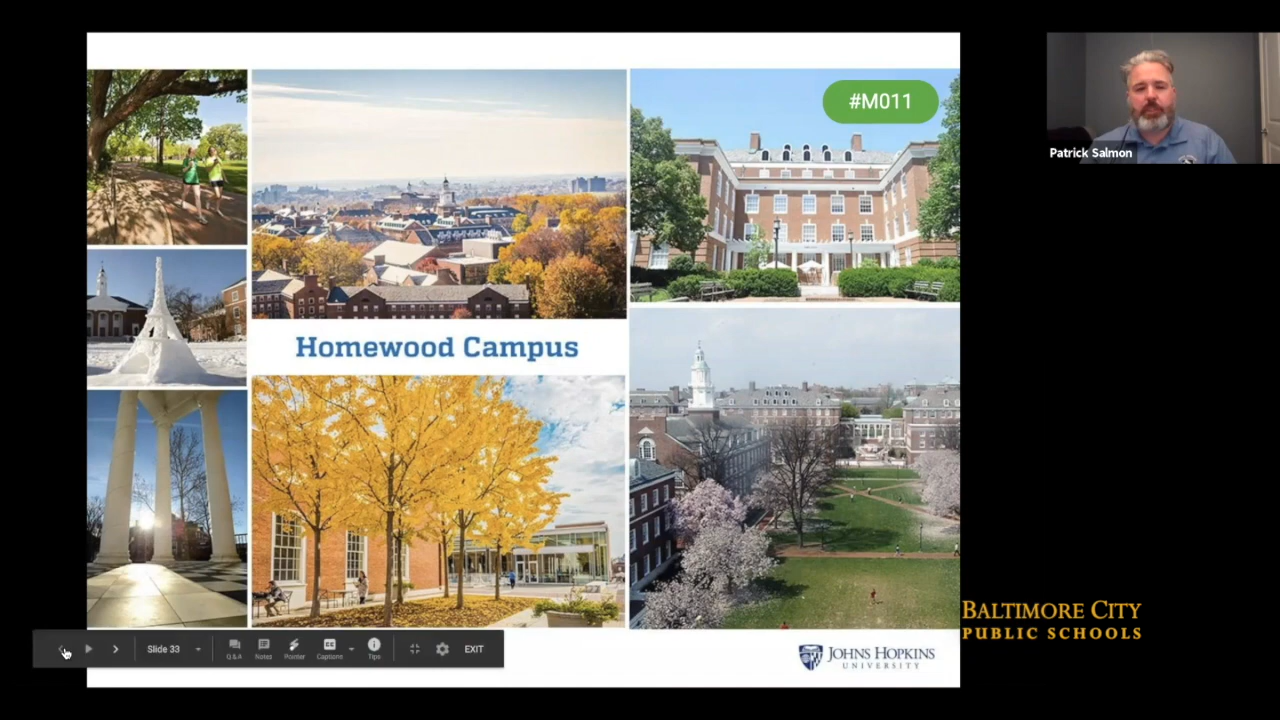 #M011
Patrick Salmon
Homewood Campus
BALTIMORE CITY
PUBLIC SCHOOLS
Slide 33
Q&A
Notes
Pointer
Captions
Tips
EXIT
JOHNS HOPKINS
UNIVERSITY